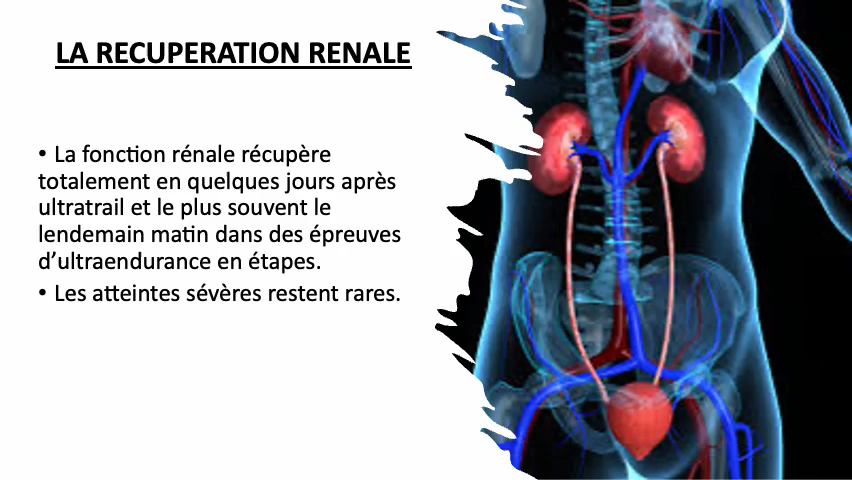 LA RECUPERATION RENALE
• La fonction rénale récupère
totalement en quelques jours après
ultratrail et le plus souvent le
lendemain matin dans des épreuves
d’ultraendurance en étapes.
• Les atteintes sévères restent rares.